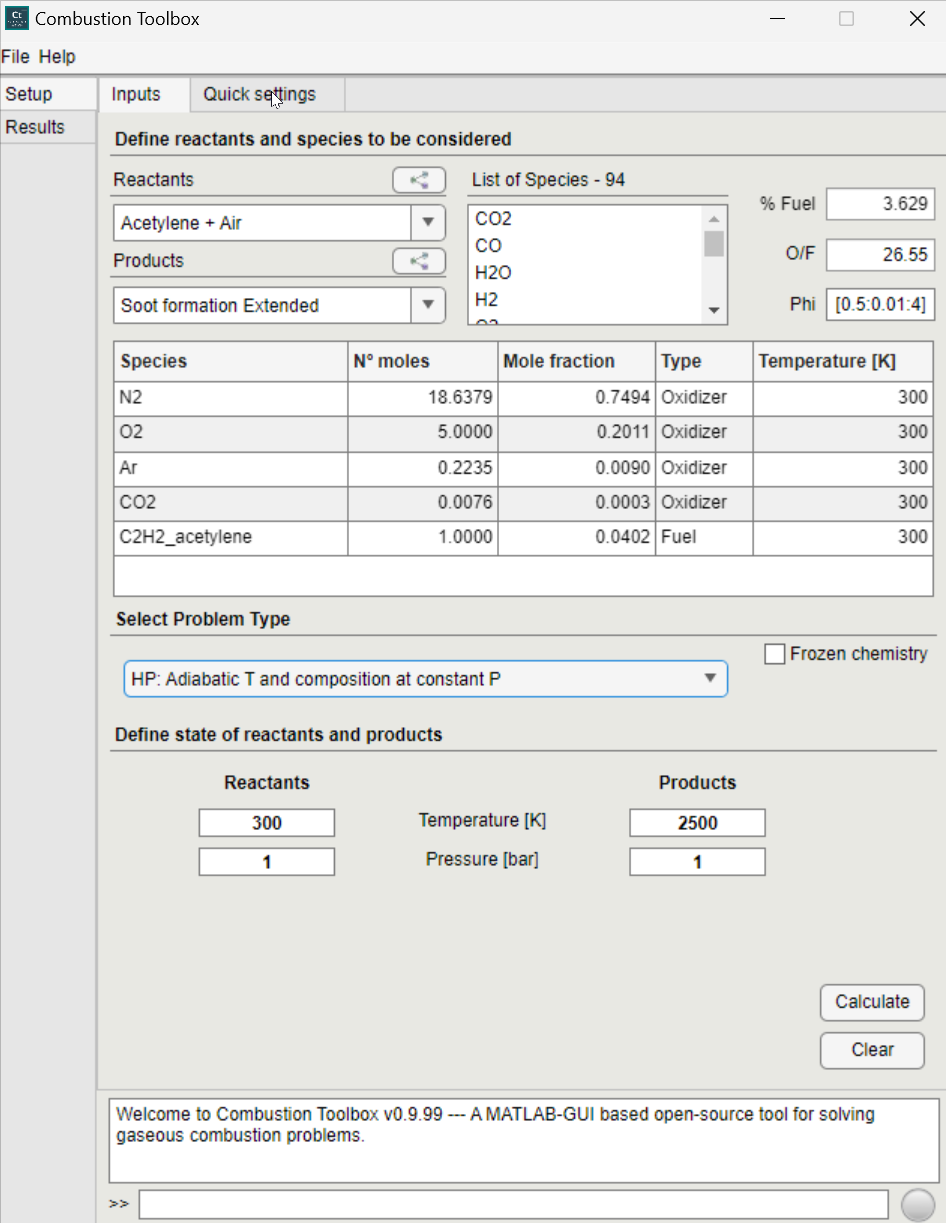 Ct
Combustion Toolbox
File Help
Setup
Results
Inputs
Quick settings
Define reactants and species to be considered
Reactants
List of Species - 94
% Fuel 3.629
Acetylene + Air
CO2
CO
H2O
H2
O2
O/F 26.55
Products
Soot formation Extended
Phi [0.5:0.01:4]
Species N° moles Mole fraction Type Temperature [K]
N2 18.6379 0.7494 Oxidizer 300
O2 5.0000 0.2011 Oxidizer 300
Ar 0.2235 0.0090 Oxidizer 300
CO2 0.0076 0.0003 Oxidizer 300
C2H2_acetylene 1.0000 0.0402 Fuel 300
Select Problem Type
Frozen chemistry
HP: Adiabatic T and composition at constant P
Define state of reactants and products
Reactants Products
300 Temperature [K] 2500
1 Pressure [bar] 1
Calculate
Clear
Welcome to Combustion Toolbox v0.9.99 --- A MATLAB-GUI based open-source tool for solving
gaseous combustion problems.
>>